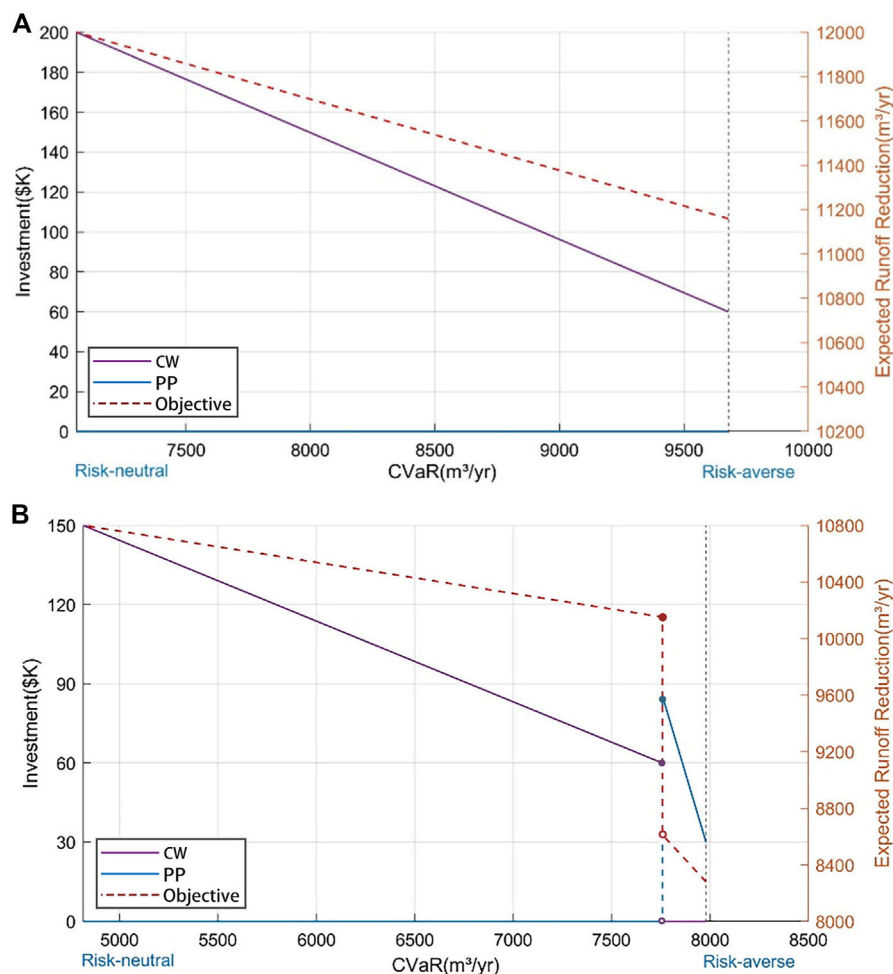 A
Investment($K)
200
180
160
140
120
100
80
60
40
20
0
12000
11800
11600
11400
11200
11000
10800
10600
10400
10200
Expected Runoff Reduction(m³/yr)
CW
PP
Objective
7500
8000
8500
9000
9500
10000
Risk-neutral
CVaR(m³/yr)
Risk-averse
B
Investment($K)
150
120
90
60
30
0
10800
10400
10000
9600
9200
8800
8400
8000
Expected Runoff Reduction(m³/yr)
CW
PP
Objective
5000
5500
6000
6500
7000
7500
8000
8500
Risk-neutral
CVaR(m³/yr)
Risk-averse